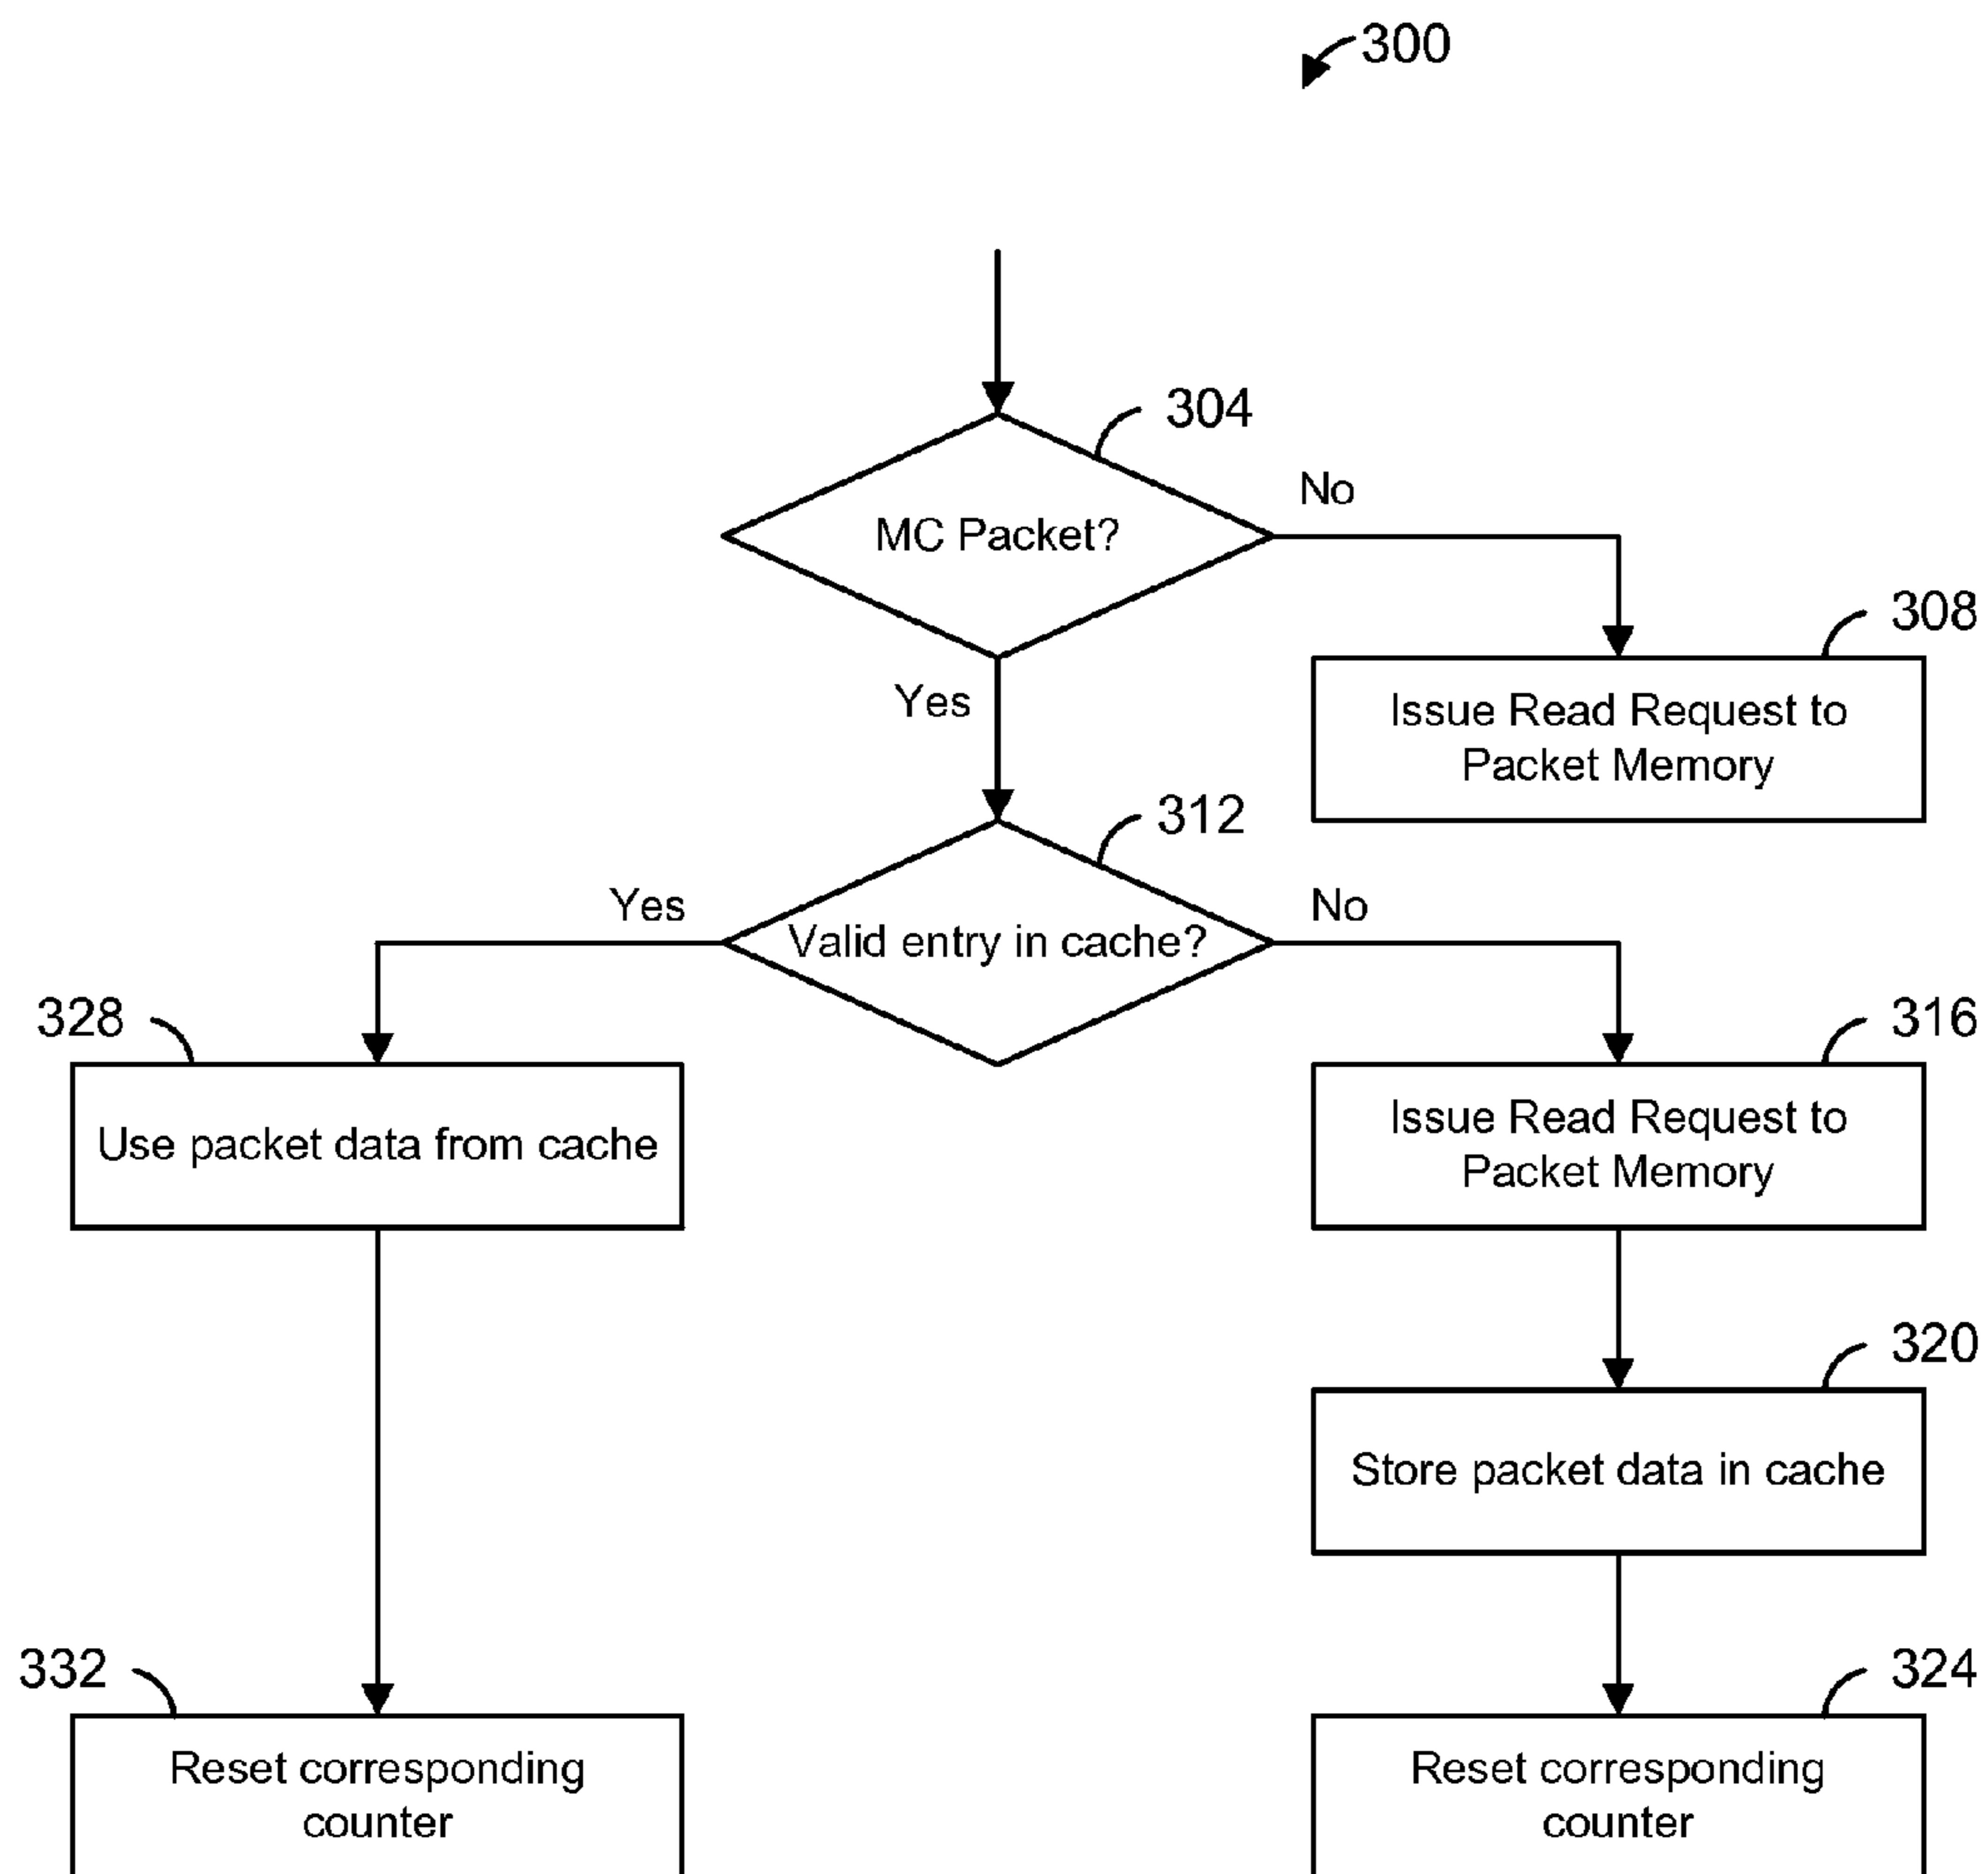 300
304
MC Packet?
No
308
Yes
Issue Read Request to
Packet Memory
312
Yes
Valid entry in cache?
No
328
316
Use packet data from cache
Issue Read Request to
Packet Memory
320
Store packet data in cache
332
324
Reset corresponding
counter
Reset corresponding
counter